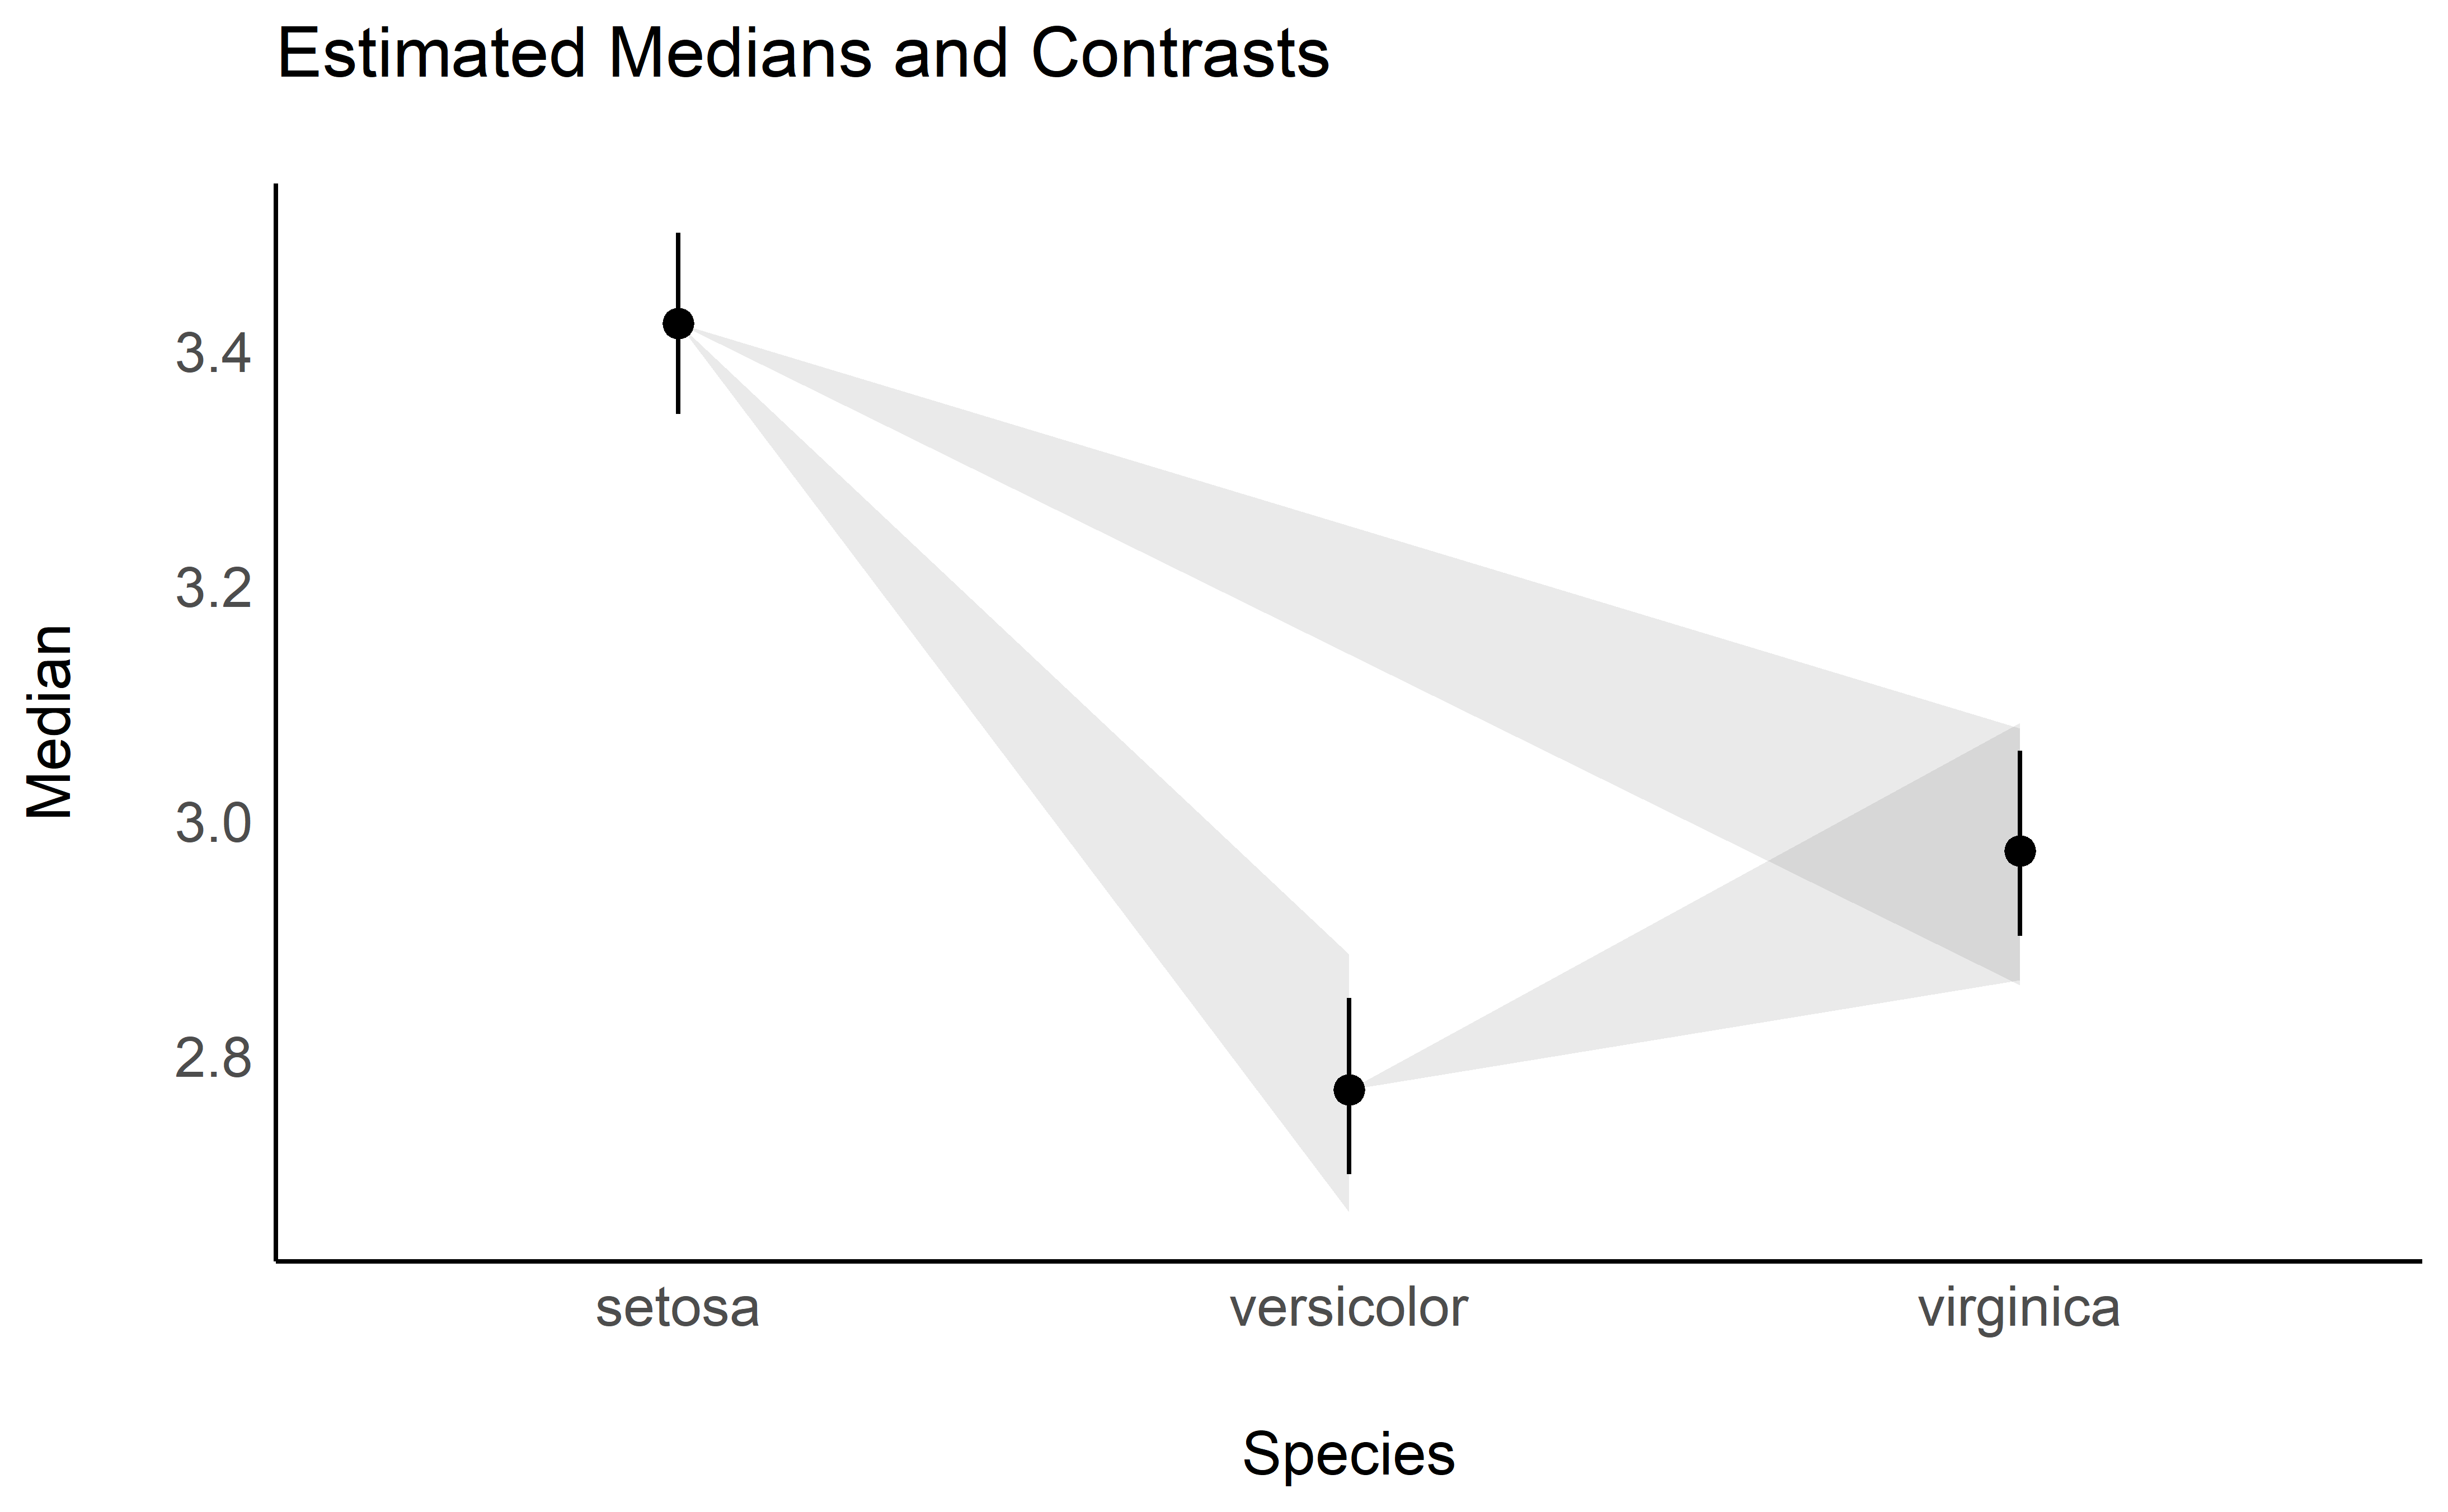 Estimated Medians and Contrasts
Median
3.4
3.2
3.0
2.8
setosa
versicolor
virginica
Species